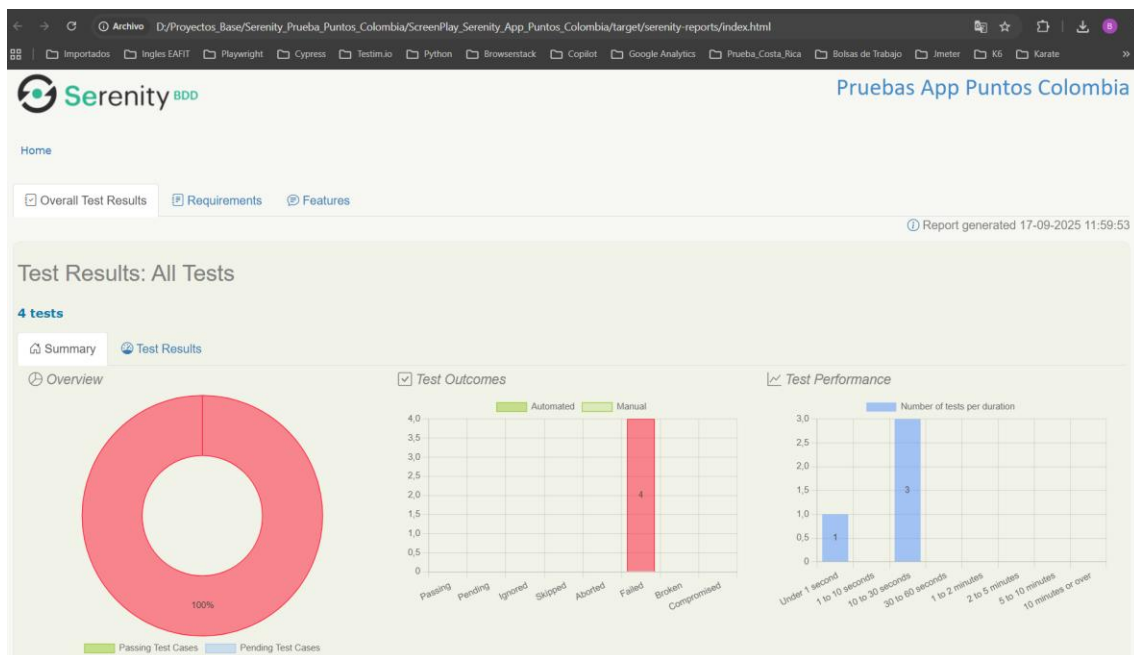 Archivo D:/Proyectos_Base/Serenity_Prueba_Puntos_Colombia/ScreenPlay_Serenity_App_Puntos_Colombia/target/serenity-reports/index.html B
Importados Ingles EAFIT Playwright Cypress Testim.io Python Browserstack Copilot Google Analytics Prueba_Costa_Rica Bolsas de Trabajo Jmeter K6 Karate »
Serenity BDD Pruebas App Puntos Colombia
Home
Overall Test Results Requirements Features
Report generated 17-09-2025 11:59:53
Test Results: All Tests
4 tests
Summary Test Results
Overview
100%
Passing Test Cases Pending Test Cases
Test Outcomes
Automated Manual
4,0
3,5
3,0
2,5
2,0
1,5
1,0
0,5
0
4
Passing Pending Ignored Skipped Aborted Failed Broken Compromised
Test Performance
Number of tests per duration
3,0
2,5
2,0
1,5
1,0
0,5
0
1 3
Under 1 second 1 to 10 seconds 10 to 30 seconds 30 to 60 seconds 1 to 2 minutes 2 to 5 minutes 5 to 10 minutes 10 minutes or over